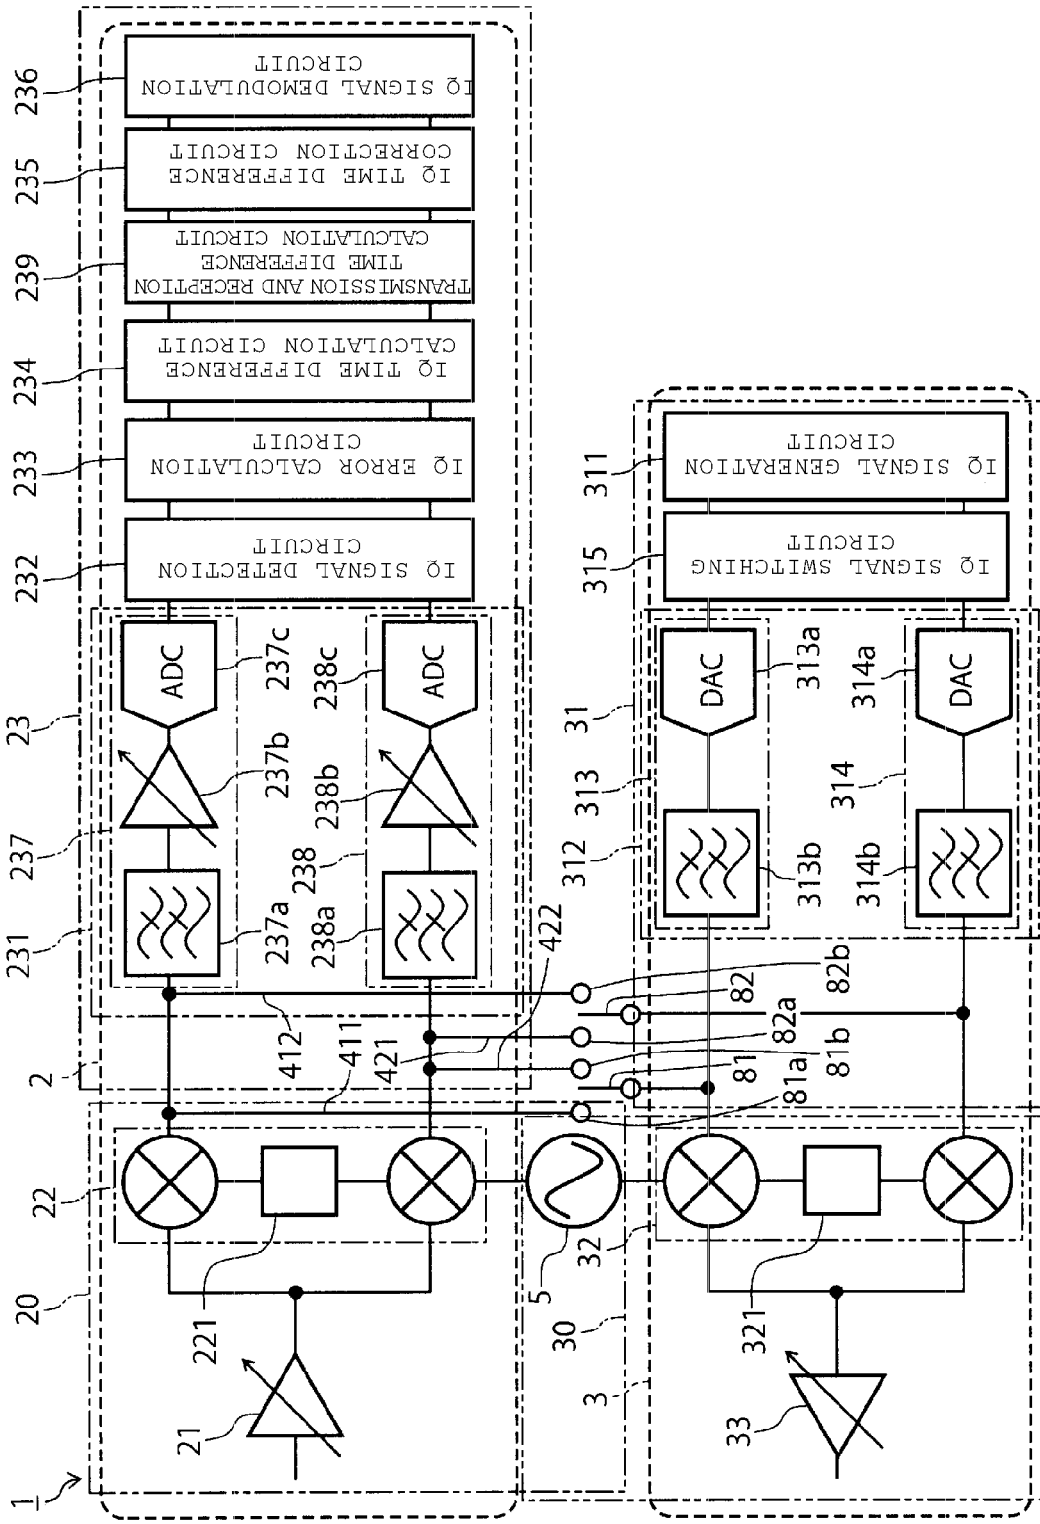 1
20
21
22
221
2
23
231
237
237a
237b
237c
ADC
238
238a
238b
238c
ADC
232
IQ SIGNAL DETECTION
CIRCUIT
233
IQ ERROR CALCULATION
CIRCUIT
234
IQ TIME DIFFERENCE
CALCULATION CIRCUIT
239
TRANSMISSION AND RECEPTION
TIME DIFFERENCE
CALCULATION CIRCUIT
235
IQ TIME DIFFERENCE
CORRECTION CIRCUIT
236
IQ SIGNAL DEMODULATION
CIRCUIT
411
412
421
422
5
81
81a
81b
82
82a
82b
3
30
33
32
321
31
312
313
313a
DAC
313b
314
314a
DAC
314b
315
IQ SIGNAL SWITCHING
CIRCUIT
311
IQ SIGNAL GENERATION
CIRCUIT